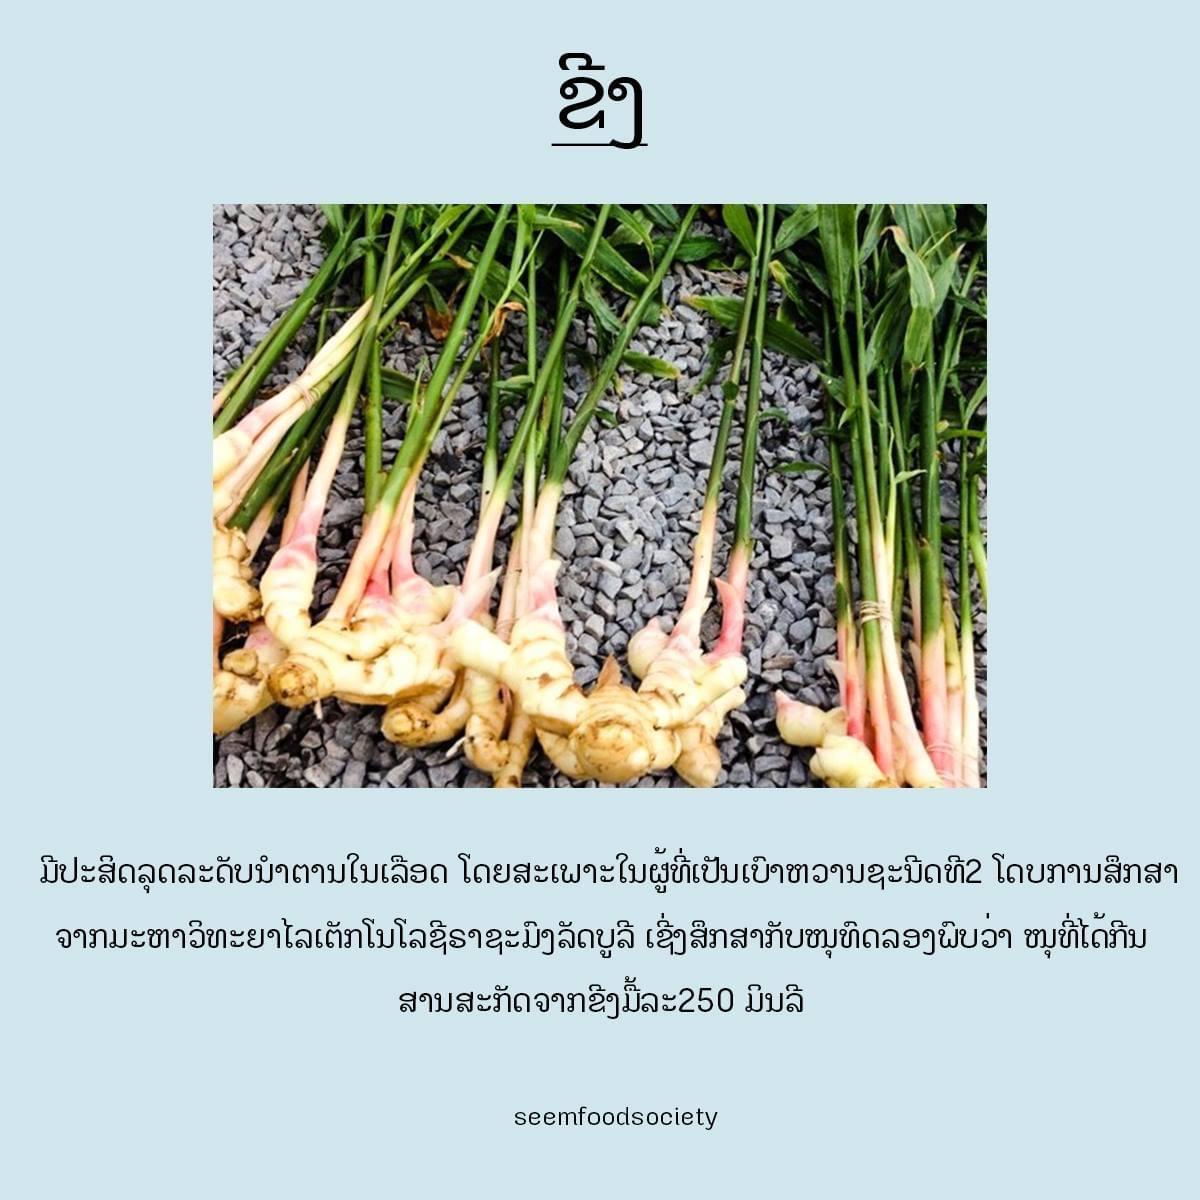 ຂີງ
ມີປະສິດລຸດລະດັບນ້ຳຕານໃນເລືອດ ໂດຍສະເພາະໃນຜູ້ທີ່ເປັນເບົາຫວານຊະນີດທີ2 ໂດບການສຶກສາ
ຈາກມະຫາວິທະຍາໄລເຕັກໂນໂລຊີຣາຊະມົງລັດບູລີ ເຊີ່ງສຶກສາກັບໜຸທົດລອງພົບວ່າ ໜຸທີ່ໄດ້ກີນ
ສານສະກັດຈາກຂີງມື້ລະ250 ມິນລີ
seemfoodsociety